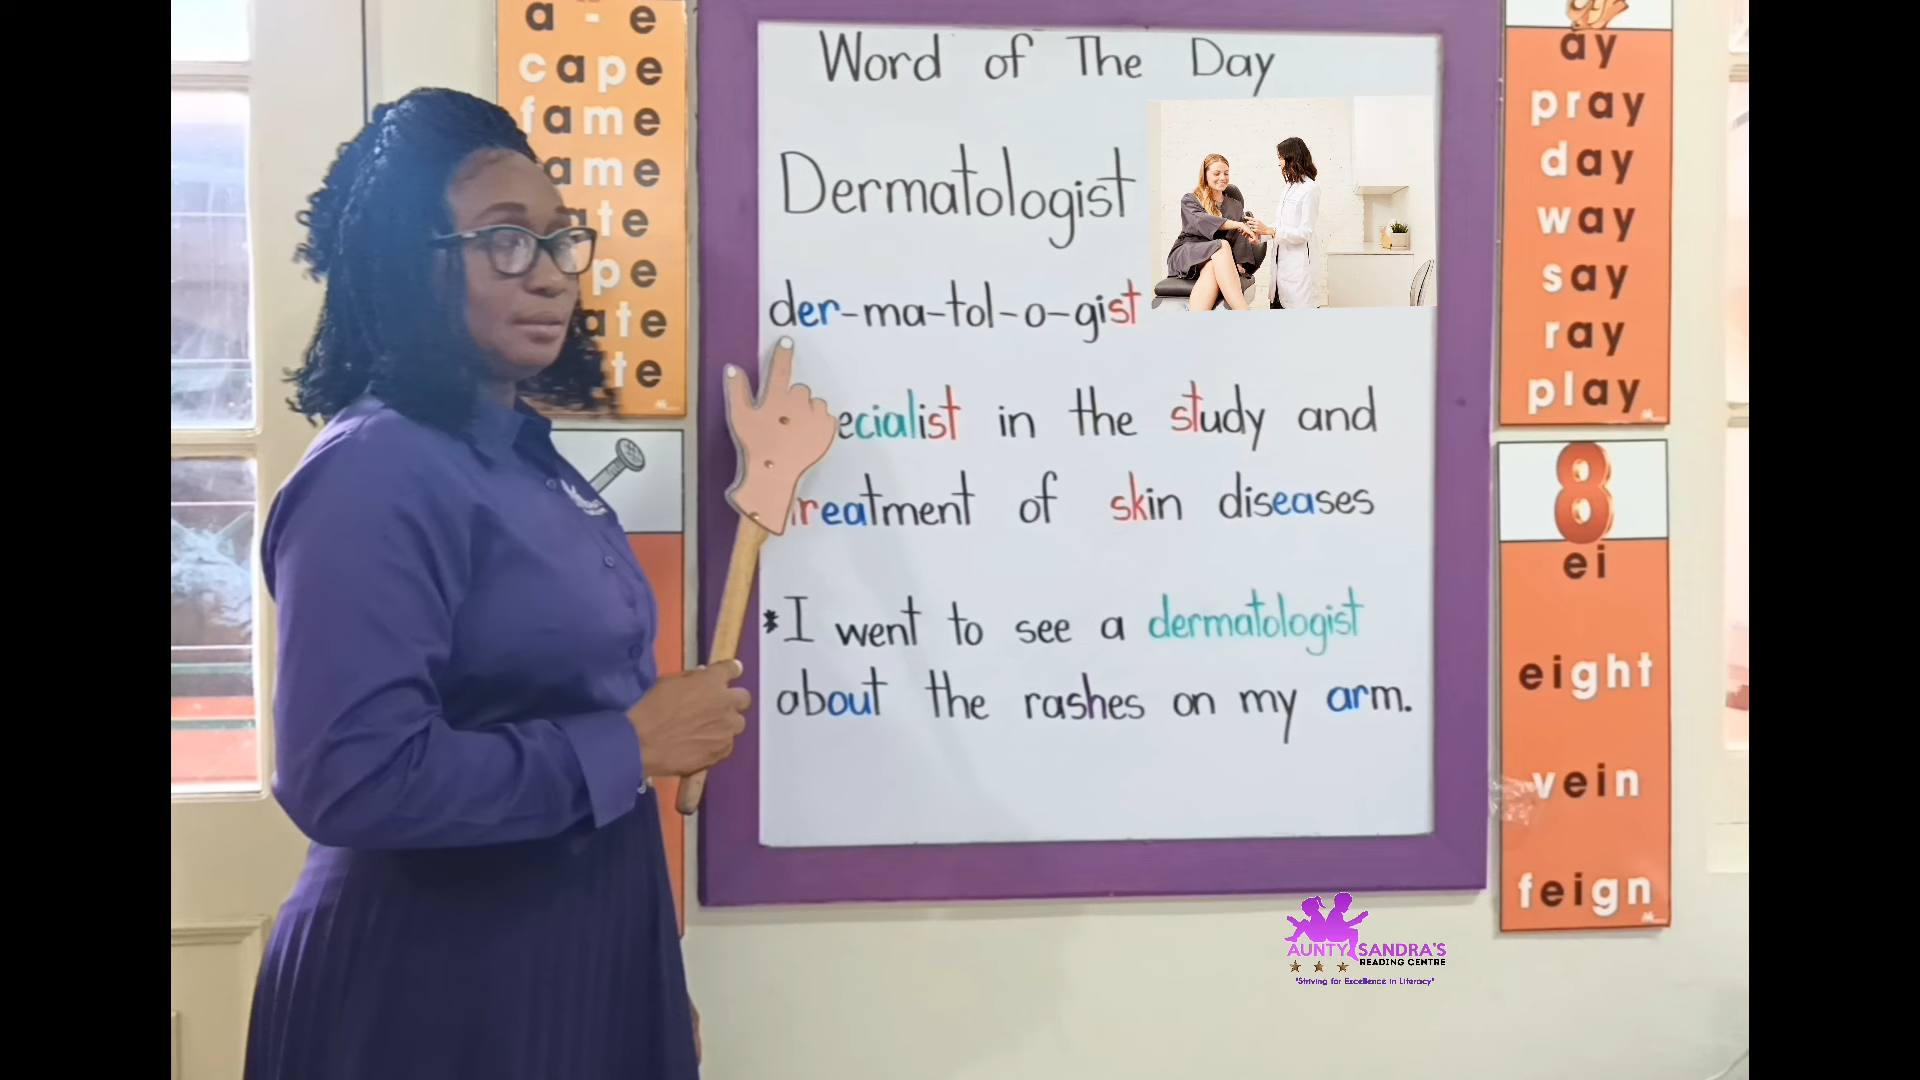 a - e
cape
fame
ame
te
pe
ate
te
Word of The Day
Dermatologist
der-ma-tol-o-gist
ecialist in the study and
reatment of skin diseases
*I went to see a dermatologist
about the rashes on my arm.
ay
pray
day
way
say
ray
play
8
ei
eight
vein
feign
AUNTY SANDRA'S
READING CENTRE
"Striving for Excellence in Literacy"